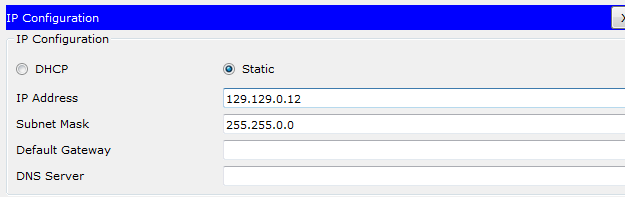 IP Configuration
IP Configuration
DHCP Static
IP Address 129.129.0.12
Subnet Mask 255.255.0.0
Default Gateway
DNS Server